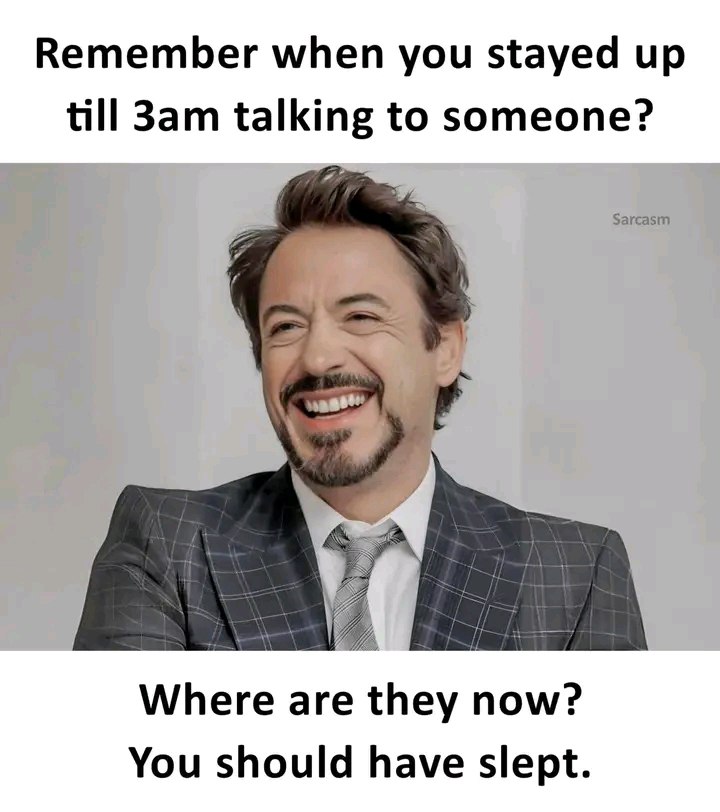 Remember when you stayed up
till 3am talking to someone?
Sarcasm
Where are they now?
You should have slept.